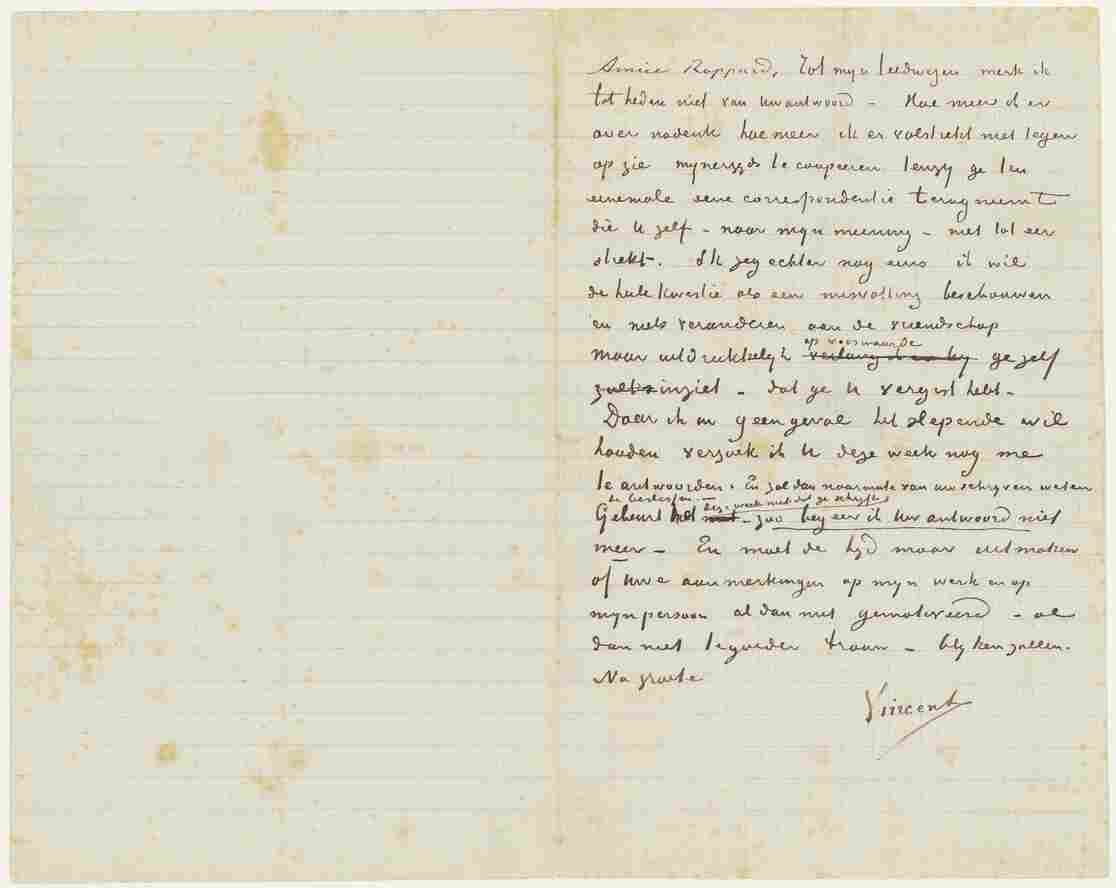 Amice Rappard, Tot mijn leedwezen merk ik
tot heden niet van Uw antwoord – Hoe meer ik er
over nadenk hoe meer ik er volstrekt niet tegen
op zie mijnerzijds te coupeeren tenzij ge ten
eenemale eene correspondentie terugneemt
die U zelf – naar mijn meening – niet tot eer
strekt. Ik zeg echter nog eens ik wil
de heele kwestie als een misvatting beschouwen
en niets veranderen aan de vriendschap
op voorwaarde
maar uitdrukkelijk verlang ik dat gij ge zelf
zult inziet – dat ge U vergist hebt –
Daar ik in geen geval het slepende wil
houden verzoek ik U deze week nog me
te antwoorden. En zal dan naarmate van uw schrijven weten
te beslissen. – deze week niet dat ge schrijft
Gebeurt het niet – zoo begeer ik Uw antwoord niet
meer – En moet de tijd maar uitmaken
of Uwe aanmerkingen op mijn werk en op
mijn persoon al dan niet gemotiveerd – al
dan niet te goeder trouw – blijken zullen.
Na groete
Vincent